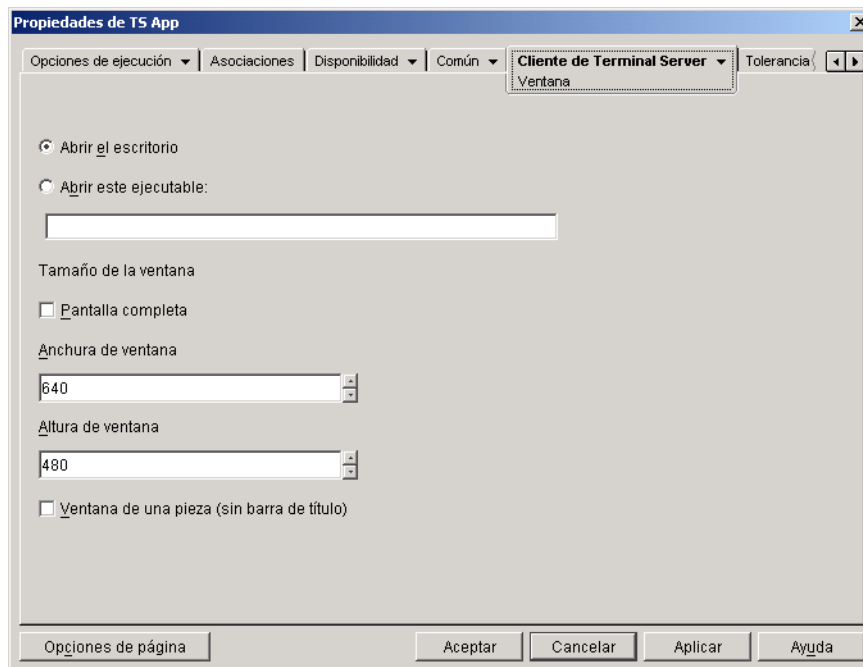 Propiedades de TS App
Opciones de ejecución Asociaciones Disponibilidad Común Cliente de Terminal Server Tolerancia
Ventana
Abrir el escritorio
Abrir este ejecutable:
Tamaño de la ventana
Pantalla completa
Anchura de ventana
640
Altura de ventana
480
Ventana de una pieza (sin barra de título)
Opciones de página Aceptar Cancelar Aplicar Ayuda